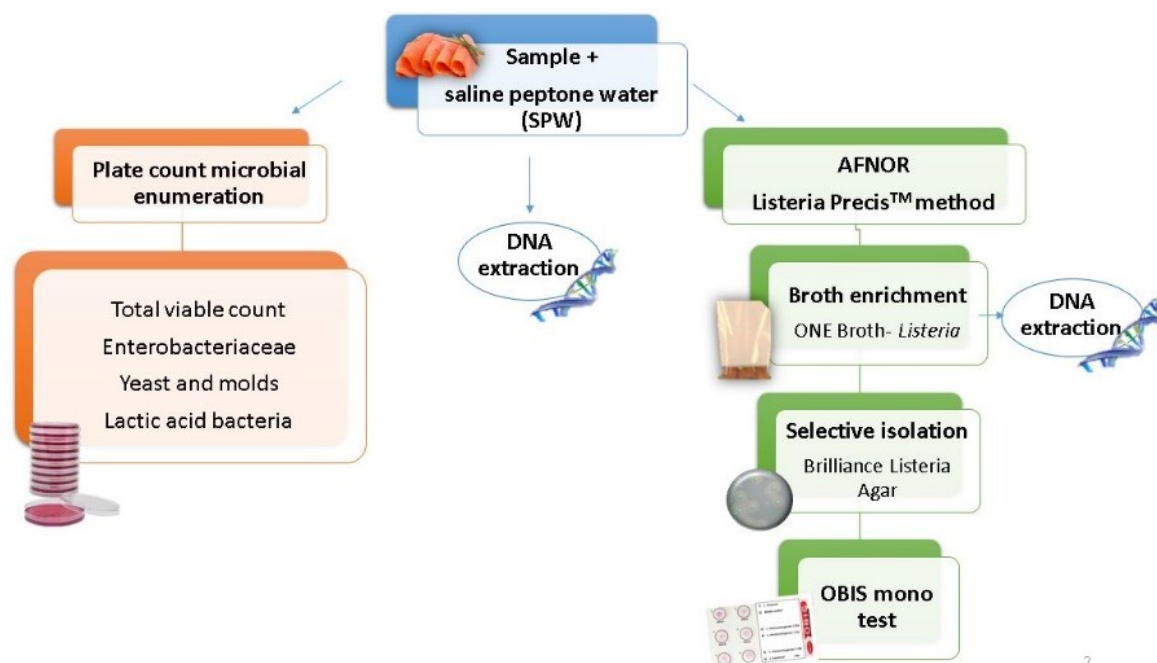 Sample +
saline peptone water
(SPW)
Plate count microbial
enumeration
Total viable count
Enterobacteriaceae
Yeast and molds
Lactic acid bacteria
DNA
extraction
AFNOR
Listeria Precis™ method
Broth enrichment
ONE Broth- Listeria
DNA
extraction
Selective isolation
Brilliance Listeria
Agar
OBIS mono
test
2